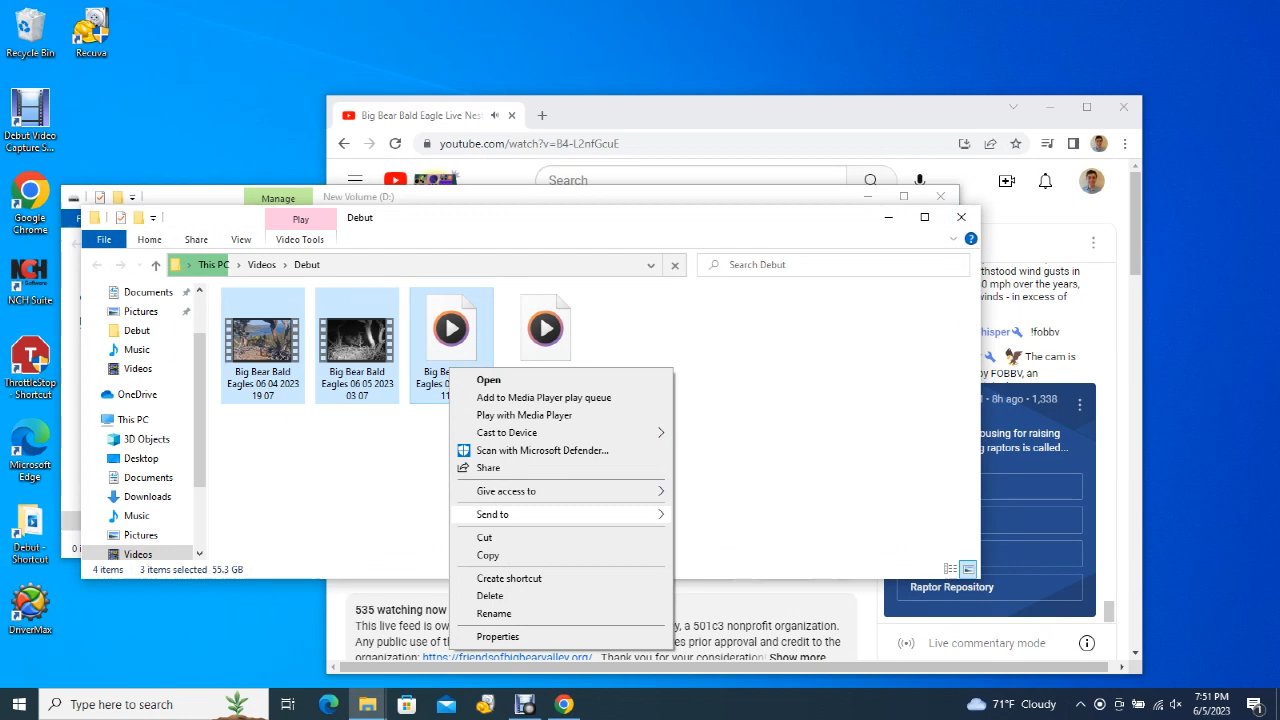 Recycle Bin
Recuva
Debut Video
Capture S...
Google
Chrome
NCH
Software
NCH Suite
ThrottleStop
- Shortcut
Microsoft
Edge
Debut -
Shortcut
DriverMax
Big Bear Bald Eagle Live Nest
youtube.com/watch?v=B4-L2nfGcuE
Search
Manage
New Volume (D:)
Play
Debut
File
Home
Share
View
Video Tools
This PC
Videos
Debut
Search Debut
Documents
Pictures
Debut
Music
Videos
OneDrive
This PC
3D Objects
Desktop
Documents
Downloads
Music
Pictures
Videos
Big Bear Bald
Eagles 06 04 2023
19 07
Big Bear Bald
Eagles 06 05 2023
03 07
Open
Add to Media Player play queue
Play with Media Player
Cast to Device
Scan with Microsoft Defender...
Share
Give access to
Send to
Cut
Copy
Create shortcut
Delete
Rename
Properties
4 items
3 items selected 55.3 GB
thstood wind gusts in
0 mph over the years,
winds - in excess of
hisper !fobbv
The cam is
by FOBBV, an
l • 8h ago • 1,338
ousing for raising
g raptors is called...
Raptor Repository
Live commentary mode
535 watching now
This live feed is ow
y, a 501c3 nonprofit organization.
Any public use of th
es prior approval and credit to the
organization: https://friendsofbigbearvalley.org/ Thank you for your consideration
Show more
Type here to search
71°F Cloudy
7:51 PM
6/5/2023
1